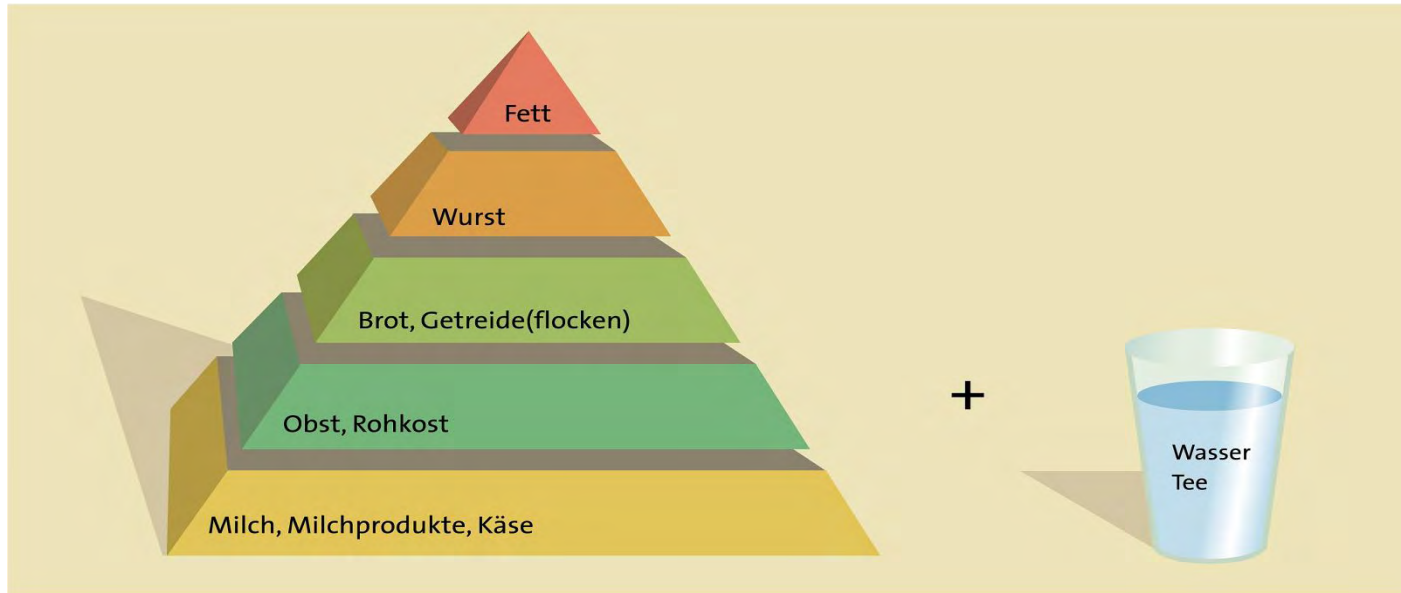 Fett
Wurst
Brot, Getreide(flocken)
Obst, Rohkost
+
Milch, Milchprodukte, Käse
Wasser
Tee